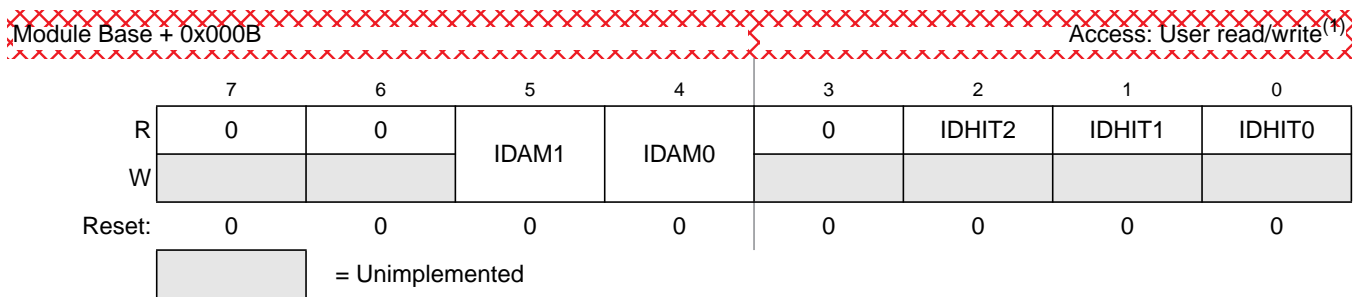 Module Base + 0x000B Access: User read/write(1)
7 6 5 4 3 2 1 0
R 0 0 IDAM1 IDAM0 0 IDHIT2 IDHIT1 IDHIT0
W
Reset: 0 0 0 0 0 0 0 0
= Unimplemented